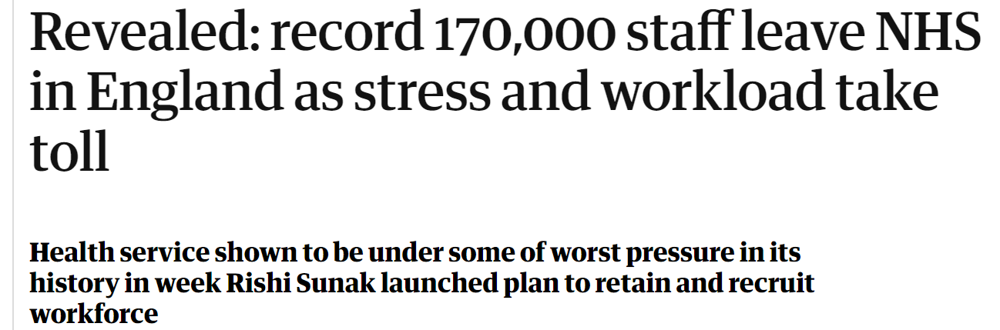 Revealed: record 170,000 staff leave NHS
in England as stress and workload take
toll
Health service shown to be under some of worst pressure in its
history in week Rishi Sunak launched plan to retain and recruit
workforce